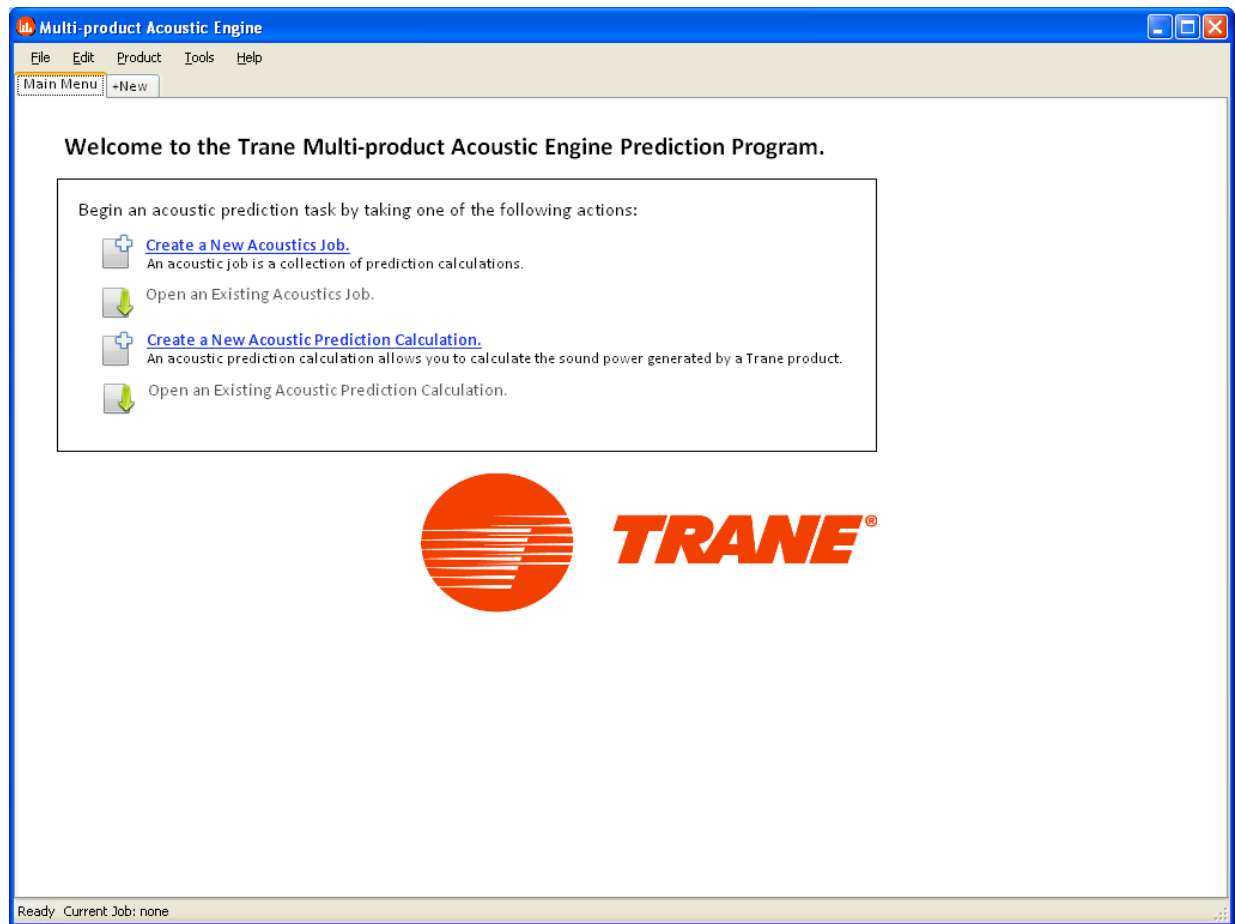 Multi-product Acoustic Engine
File Edit Product Tools Help
Main Menu +New
Welcome to the Trane Multi-product Acoustic Engine Prediction Program.
Begin an acoustic prediction task by taking one of the following actions:
Create a New Acoustics Job.
An acoustic job is a collection of prediction calculations.
Open an Existing Acoustics Job.
Create a New Acoustic Prediction Calculation.
An acoustic prediction calculation allows you to calculate the sound power generated by a Trane product.
Open an Existing Acoustic Prediction Calculation.
TRANE®
Ready Current Job: none